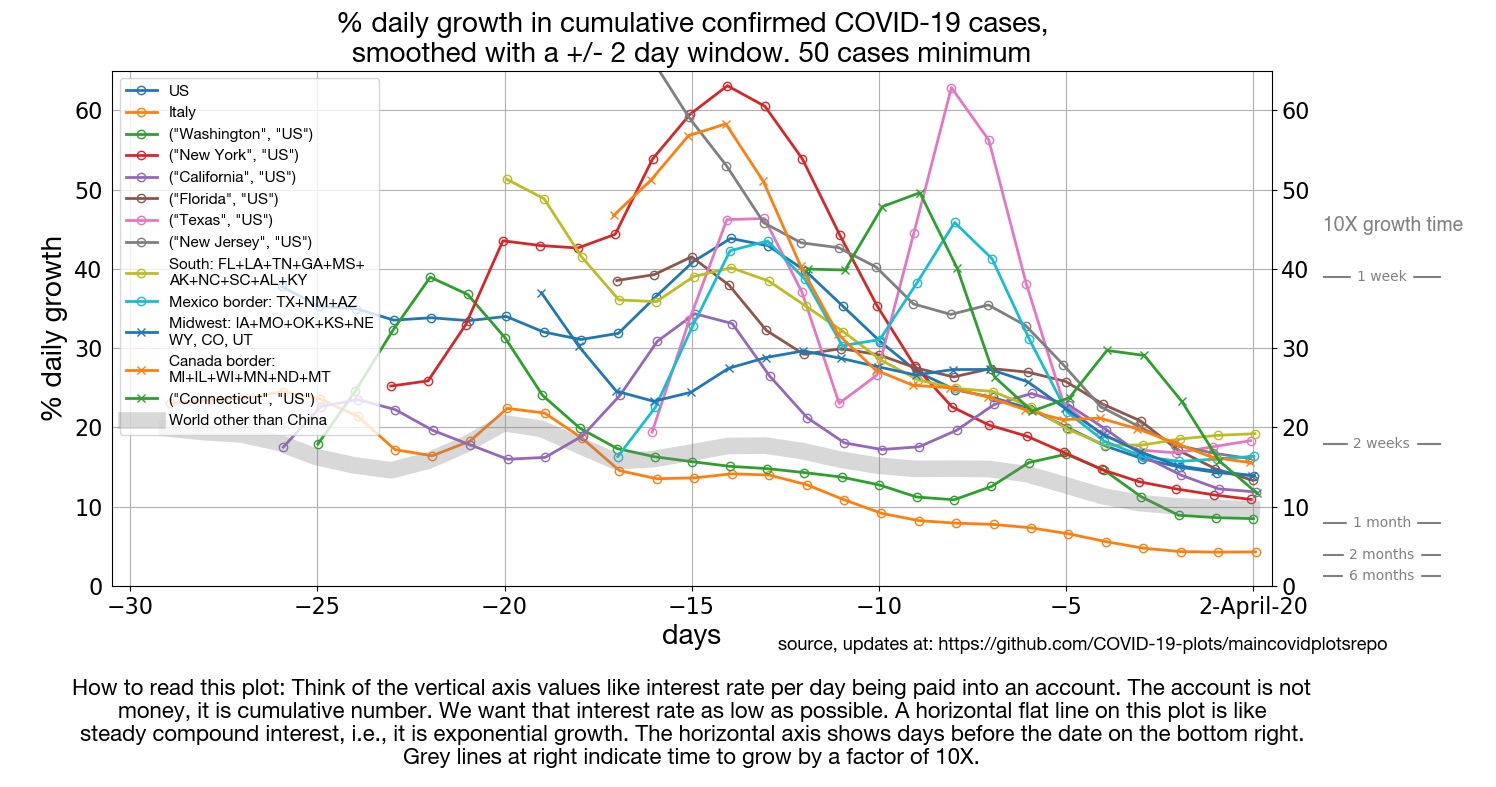 % daily growth in cumulative confirmed COVID-19 cases,
smoothed with a +/- 2 day window. 50 cases minimum
US
Italy
("Washington", "US")
("New York", "US")
("California", "US")
("Florida", "US")
("Texas", "US")
("New Jersey", "US")
South: FL+LA+TN+GA+MS+
AK+NC+SC+AL+KY
Mexico border: TX+NM+AZ
Midwest: IA+MO+OK+KS+NE
WY, CO, UT
Canada border:
MI+IL+WI+MN+ND+MT
("Connecticut", "US")
World other than China
% daily growth
60
50
40
30
20
10
0
60
50
40
30
20
10
0
10X growth time
1 week
2 weeks
1 month
2 months
6 months
−30
−25
−20
−15
−10
−5
2-April-20
days
source, updates at: https://github.com/COVID-19-plots/maincovidplotsrepo
How to read this plot: Think of the vertical axis values like interest rate per day being paid into an account. The account is not
money, it is cumulative number. We want that interest rate as low as possible. A horizontal flat line on this plot is like
steady compound interest, i.e., it is exponential growth. The horizontal axis shows days before the date on the bottom right.
Grey lines at right indicate time to grow by a factor of 10X.